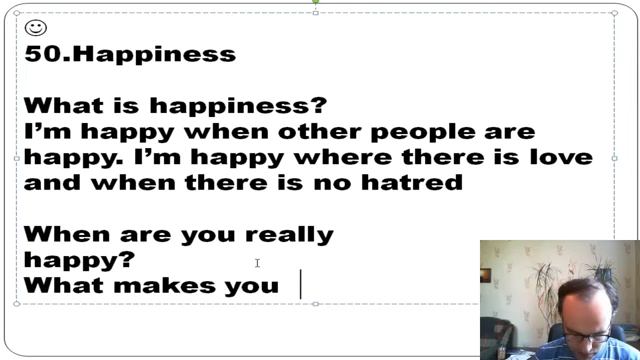 50.Happiness
What is happiness?
I'm happy when other people are
happy. I'm happy where there is love
and when there is no hatred
When are you really
happy?
What makes you